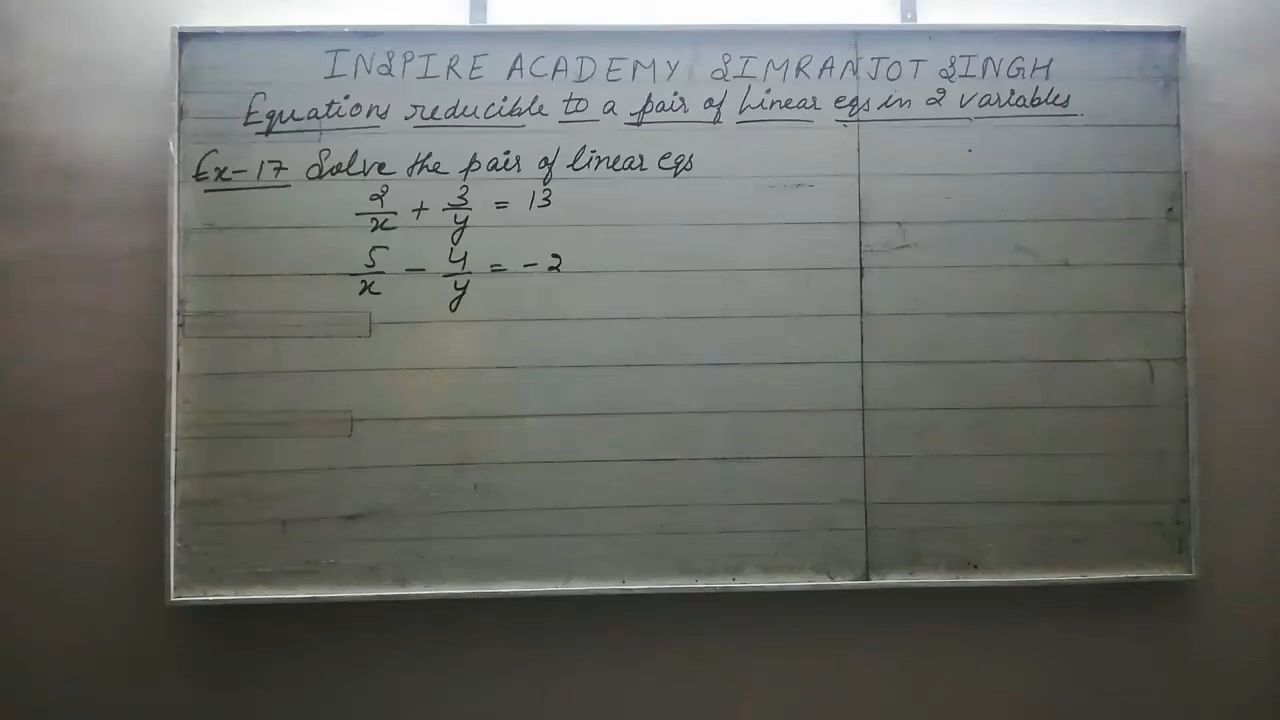 INSPIRE ACADEMY SIMRANJOT SINGH
Equations reducible to a pair of linear eqs in 2 variables.
Ex-17 Solve the pair of linear eqs
2/x + 3/y = 13
5/x - 4/y = -2